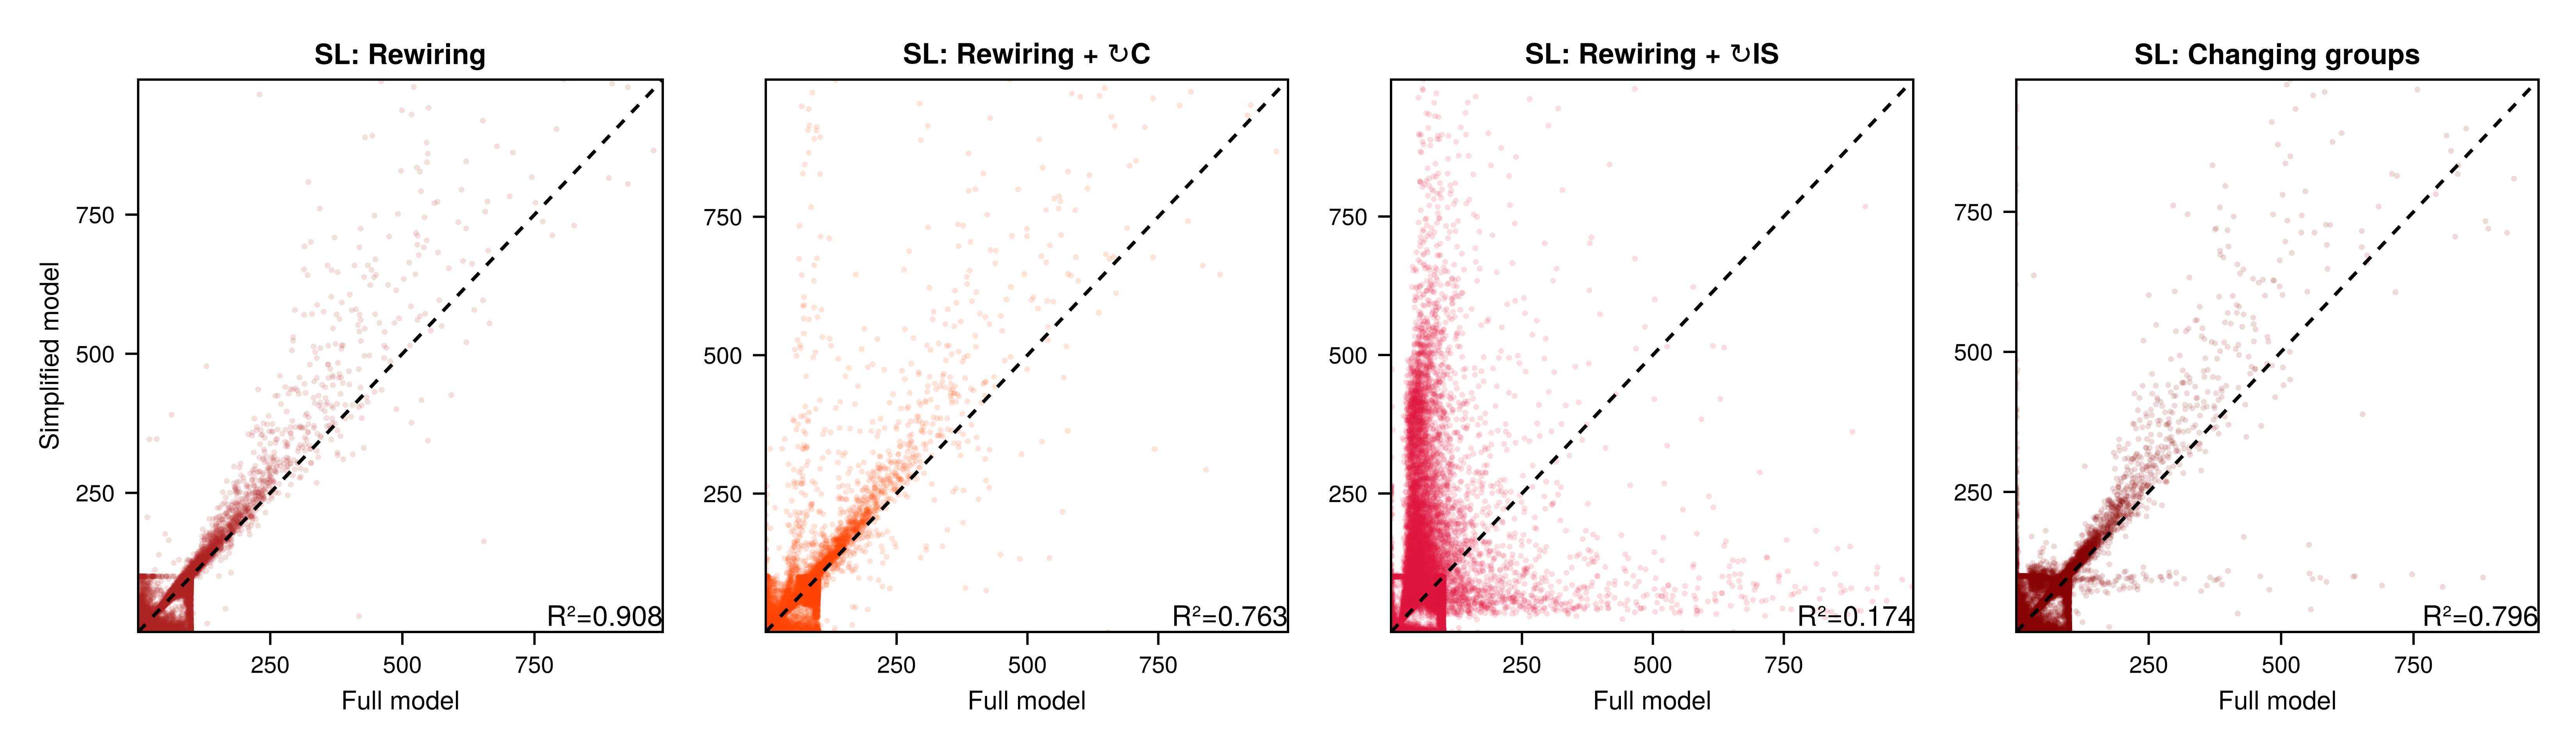 SL: Rewiring
Simplified model
750
500
250
R²=0.908
250 500 750
Full model
SL: Rewiring + ↻C
750
500
250
R²=0.763
250 500 750
Full model
SL: Rewiring + ↻IS
750
500
250
R²=0.174
250 500 750
Full model
SL: Changing groups
750
500
250
R²=0.796
250 500 750
Full model